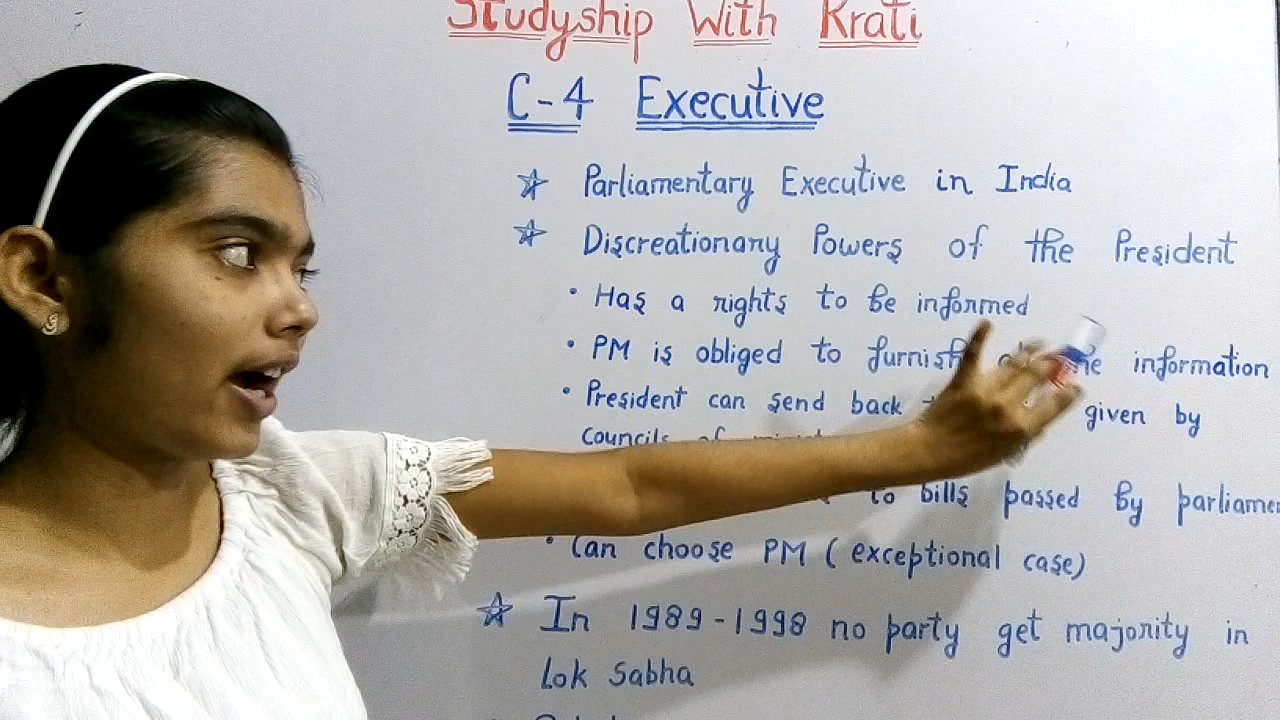 Studyship With Krati
C-4 Executive
☆ Parliamentary Executive in India
☆ Discreationary Powers of the President
• Has a rights to be informed
• PM is obliged to furnish information
• President can send back given by
Councils of
to bills passed by
• Can choose PM (exceptional case)
☆ In 1989-1998 no party get majority in
Lok Sabha